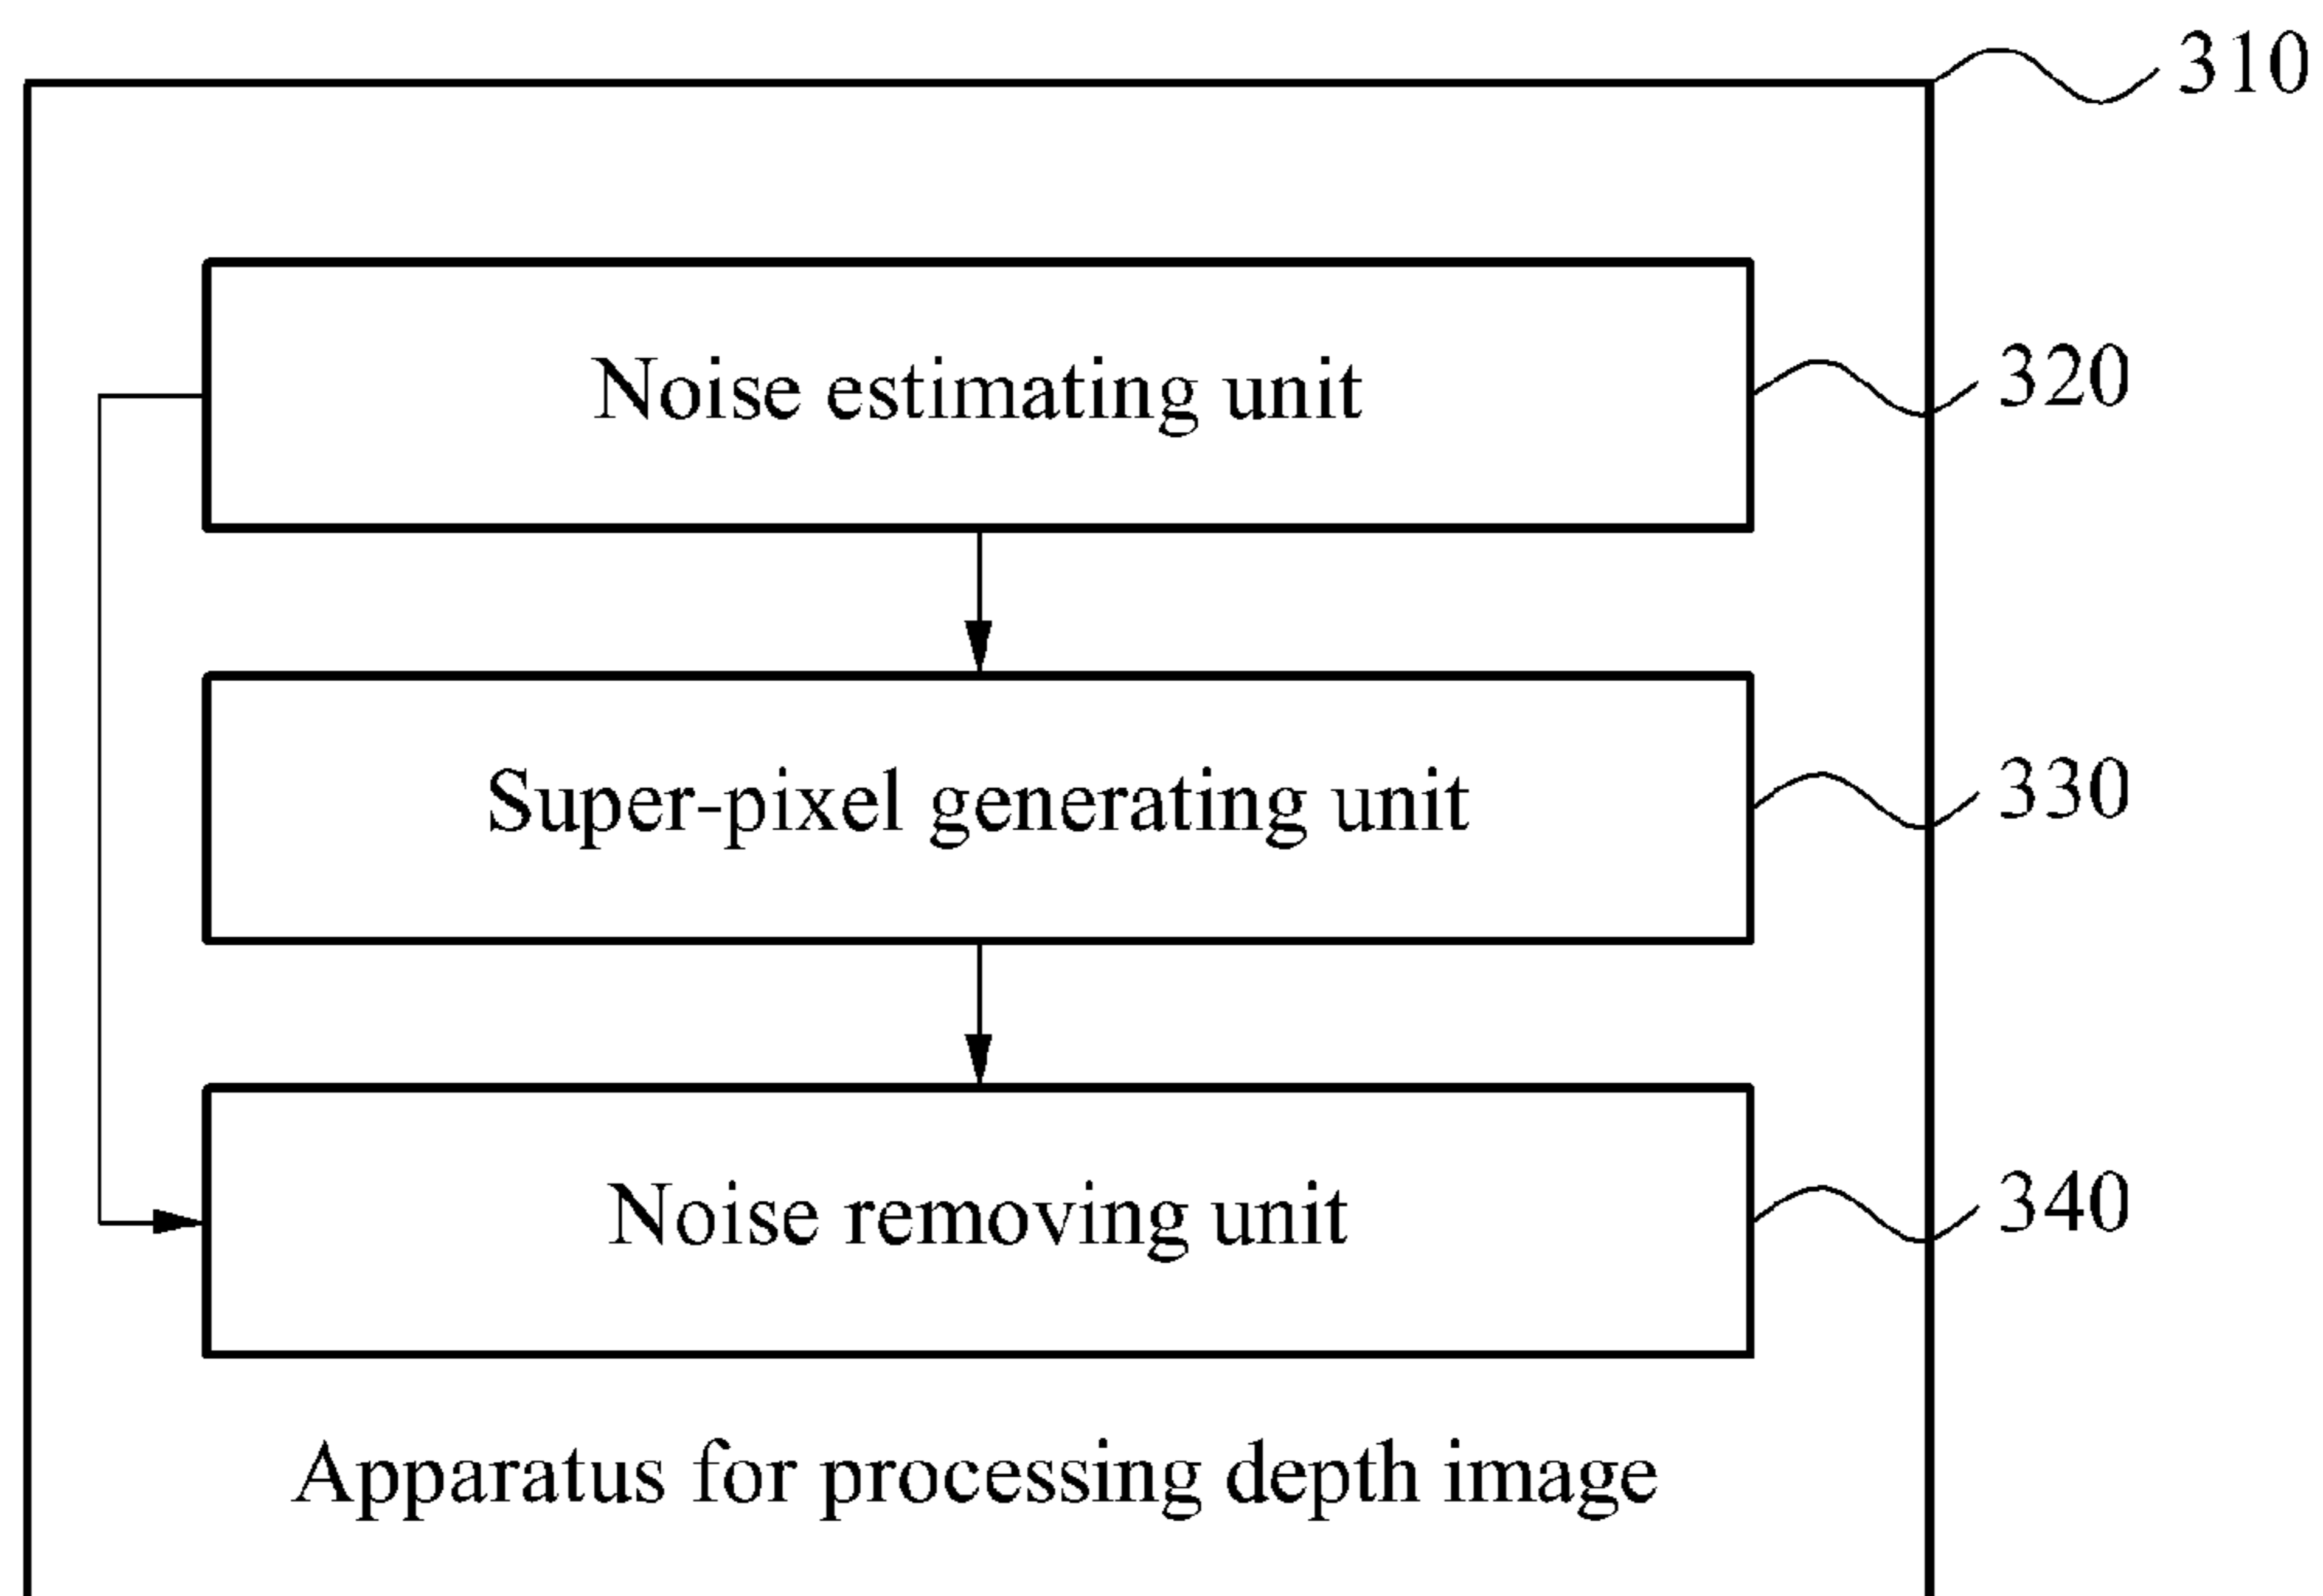 310
Noise estimating unit
320
Super-pixel generating unit
330
Noise removing unit
340
Apparatus for processing depth image